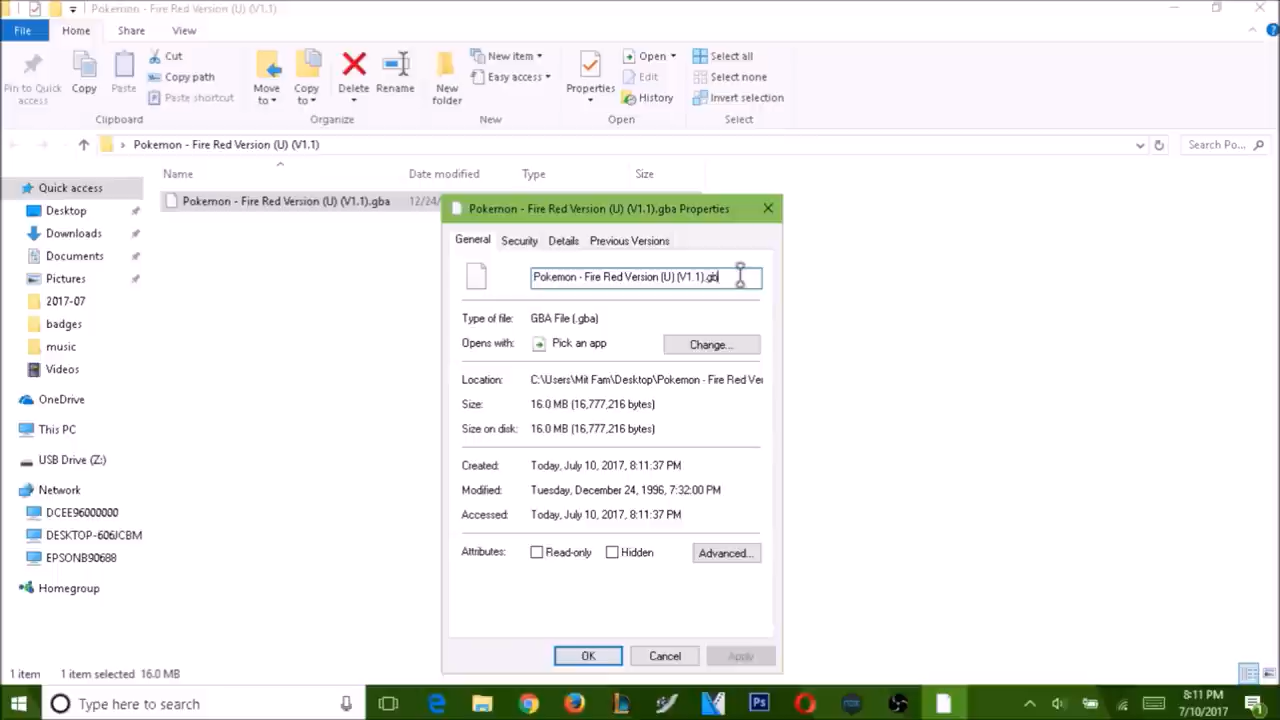 Pokemon - Fire Red Version (U) (V1.1)
File Home Share View
Pin to Quick access
Copy
Paste
Cut
Copy path
Paste shortcut
Clipboard
Move to
Copy to
Delete
Rename
Organize
New folder
New item
Easy access
New
Properties
Open
Edit
History
Open
Select all
Select none
Invert selection
Select
Pokemon - Fire Red Version (U) (V1.1)
Search Po...
Name Date modified Type Size
Pokemon - Fire Red Version (U) (V1.1).gba 12/24/
Quick access
Desktop
Downloads
Documents
Pictures
2017-07
badges
music
Videos
OneDrive
This PC
USB Drive (Z:)
Network
DCEE96000000
DESKTOP-606JCBM
EPSONB90688
Homegroup
Pokemon - Fire Red Version (U) (V1.1).gba Properties
General Security Details Previous Versions
Pokemon - Fire Red Version (U) (V1.1).gb
Type of file: GBA File (.gba)
Opens with: Pick an app Change...
Location: C:\Users\Mit Fam\Desktop\Pokemon - Fire Red Ver
Size: 16.0 MB (16,777,216 bytes)
Size on disk: 16.0 MB (16,777,216 bytes)
Created: Today, July 10, 2017, 8:11:37 PM
Modified: Tuesday, December 24, 1996, 7:32:00 PM
Accessed: Today, July 10, 2017, 8:11:37 PM
Attributes: Read-only Hidden Advanced...
OK Cancel Apply
1 item 1 item selected 16.0 MB
Type here to search
Ps
8:11 PM
7/10/2017